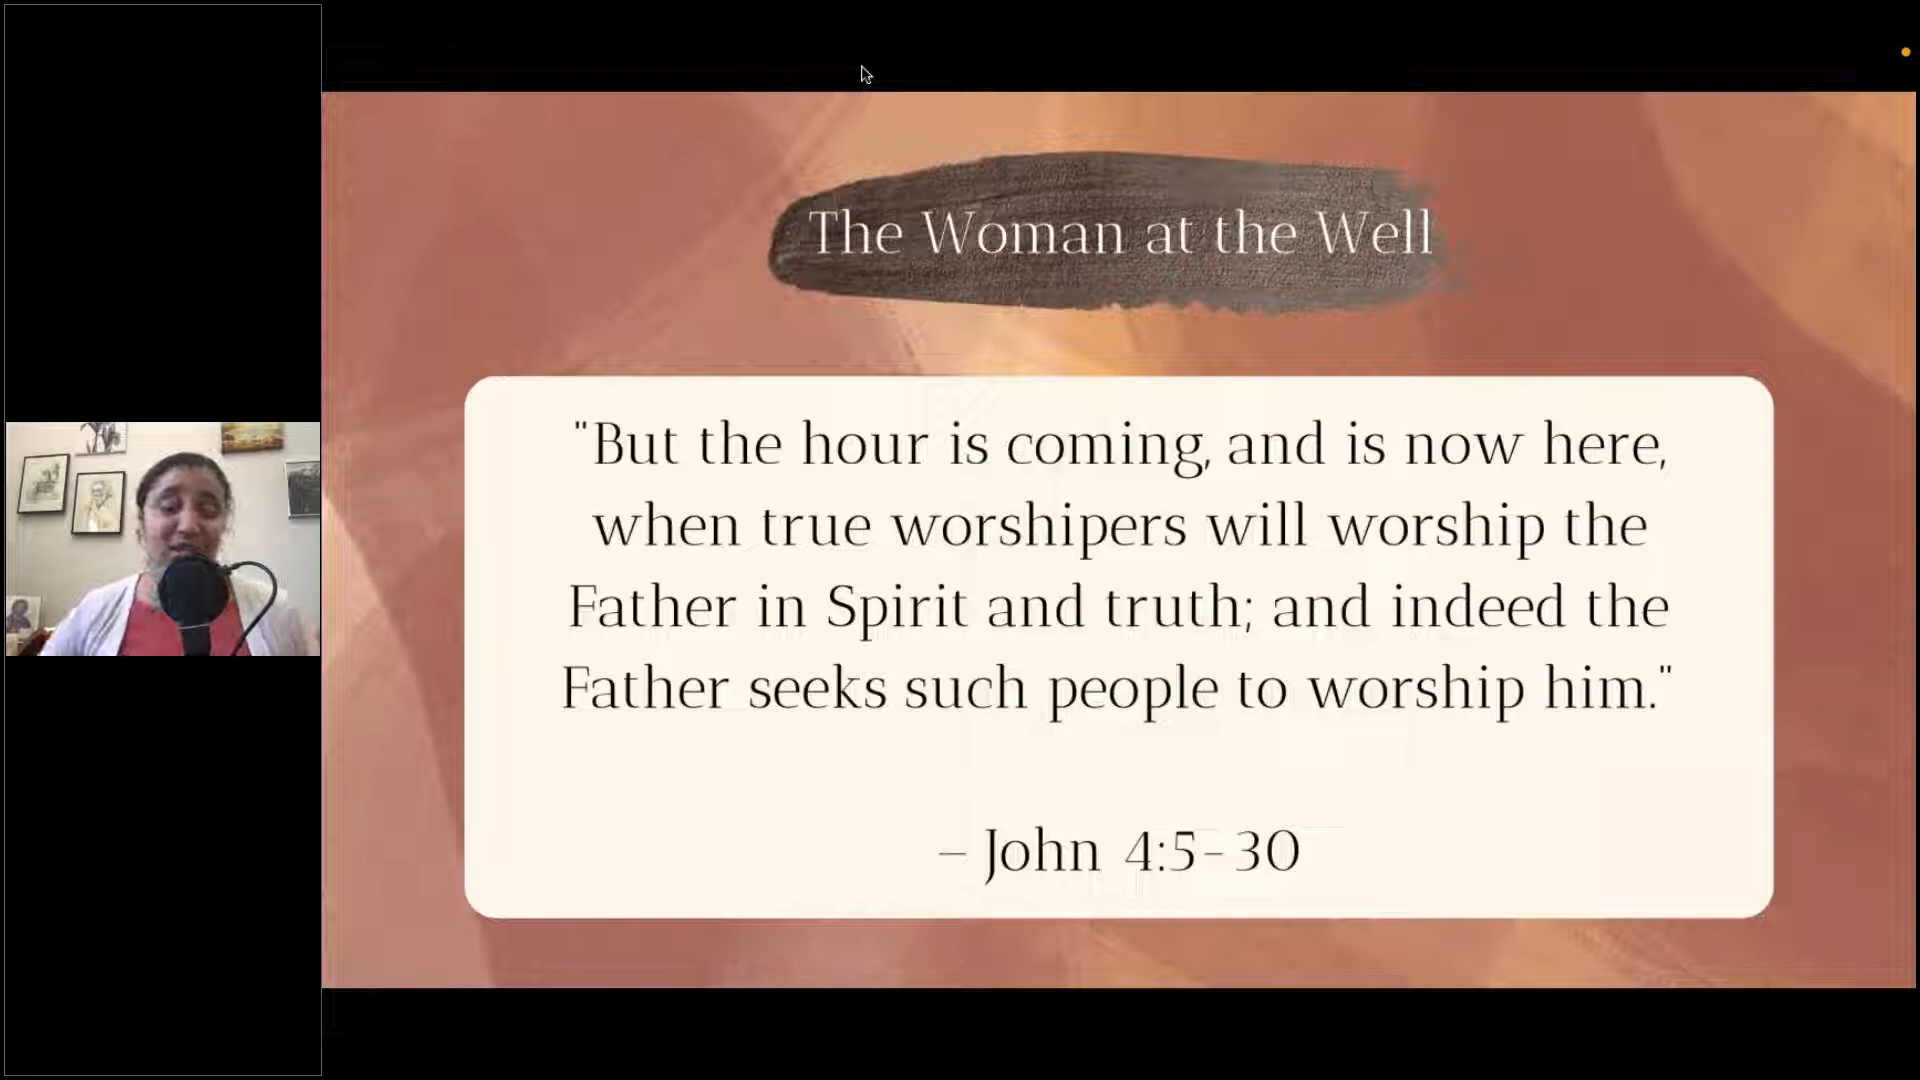 The Woman at the Well
"But the hour is coming, and is now here,
when true worshipers will worship the
Father in Spirit and truth; and indeed the
Father seeks such people to worship him."
– John 4:5-30